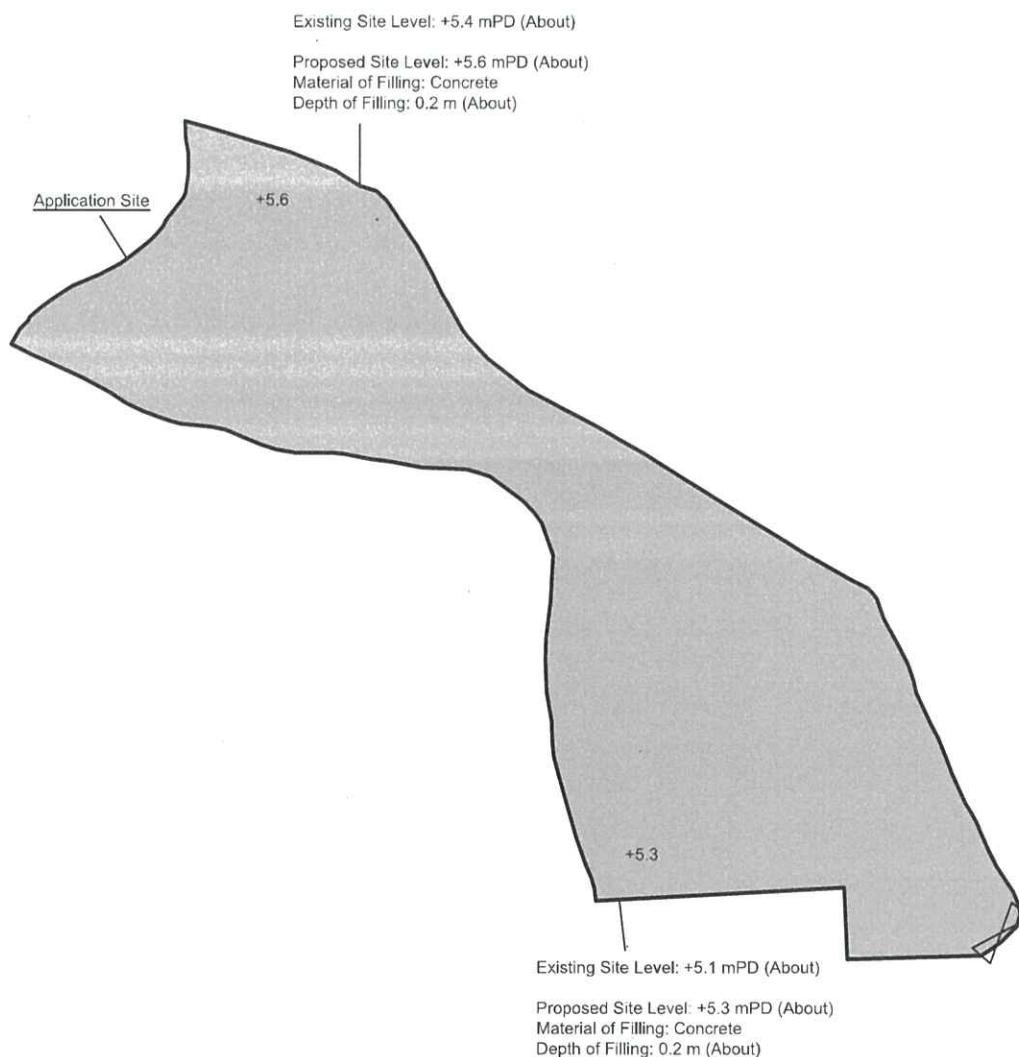 Existing Site Level: +5.4 mPD (About)
Proposed Site Level: +5.6 mPD (About)
Material of Filling: Concrete
Depth of Filling: 0.2 m (About)
Application Site
+5.6
+5.3
Existing Site Level: +5.1 mPD (About)
Proposed Site Level: +5.3 mPD (About)
Material of Filling: Concrete
Depth of Filling: 0.2 m (About)